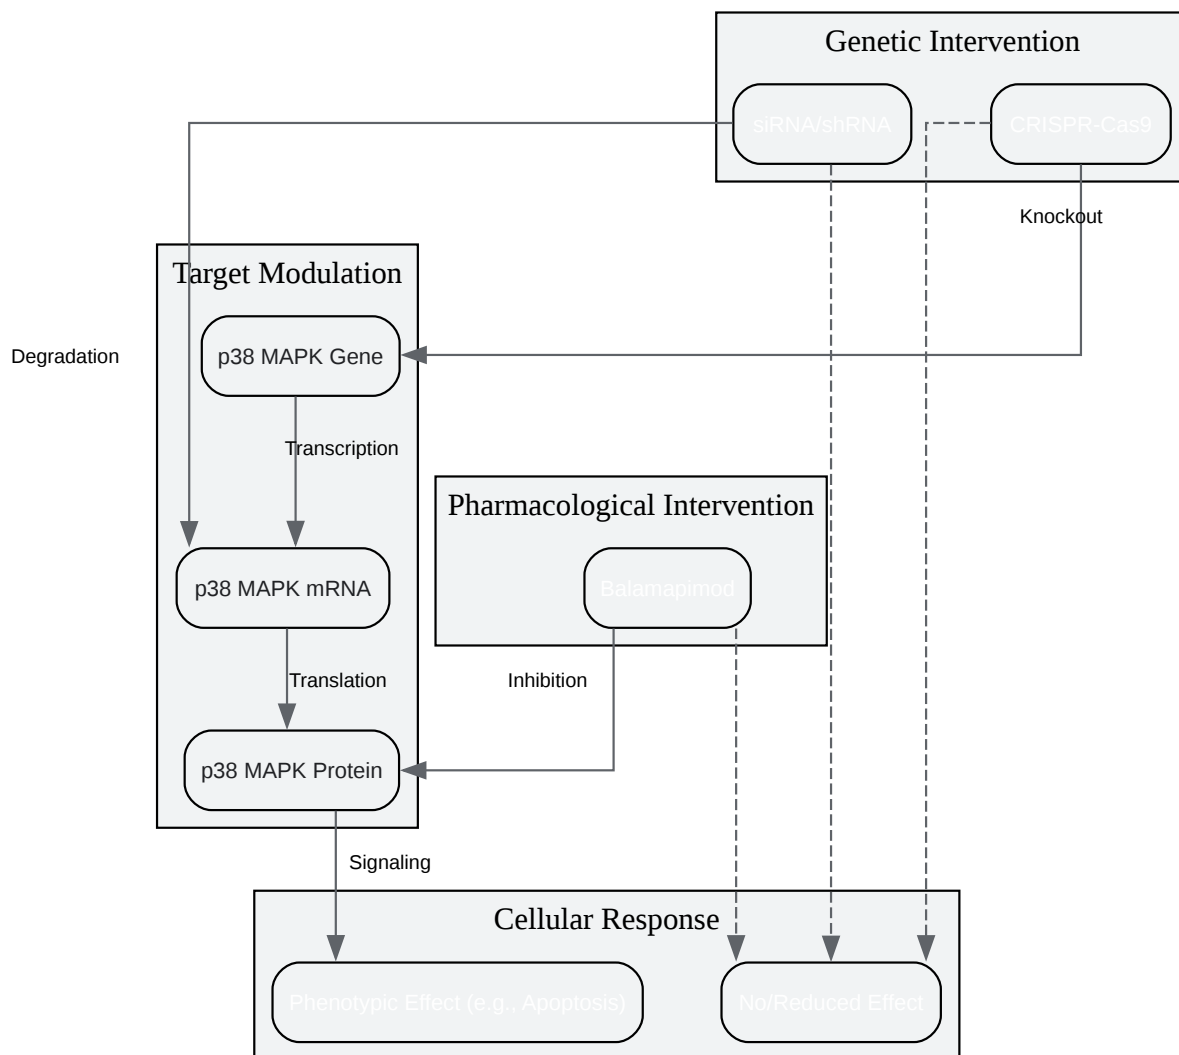 Genetic Intervention
siRNA/shRNA
CRISPR-Cas9
Knockout
Target Modulation
p38 MAPK Gene
Degradation
Transcription
Pharmacological Intervention
p38 MAPK mRNA
Balamapimod
Translation
Inhibition
p38 MAPK Protein
Signaling
Cellular Response
Phenotypic Effect (e.g., Apoptosis)
No/Reduced Effect